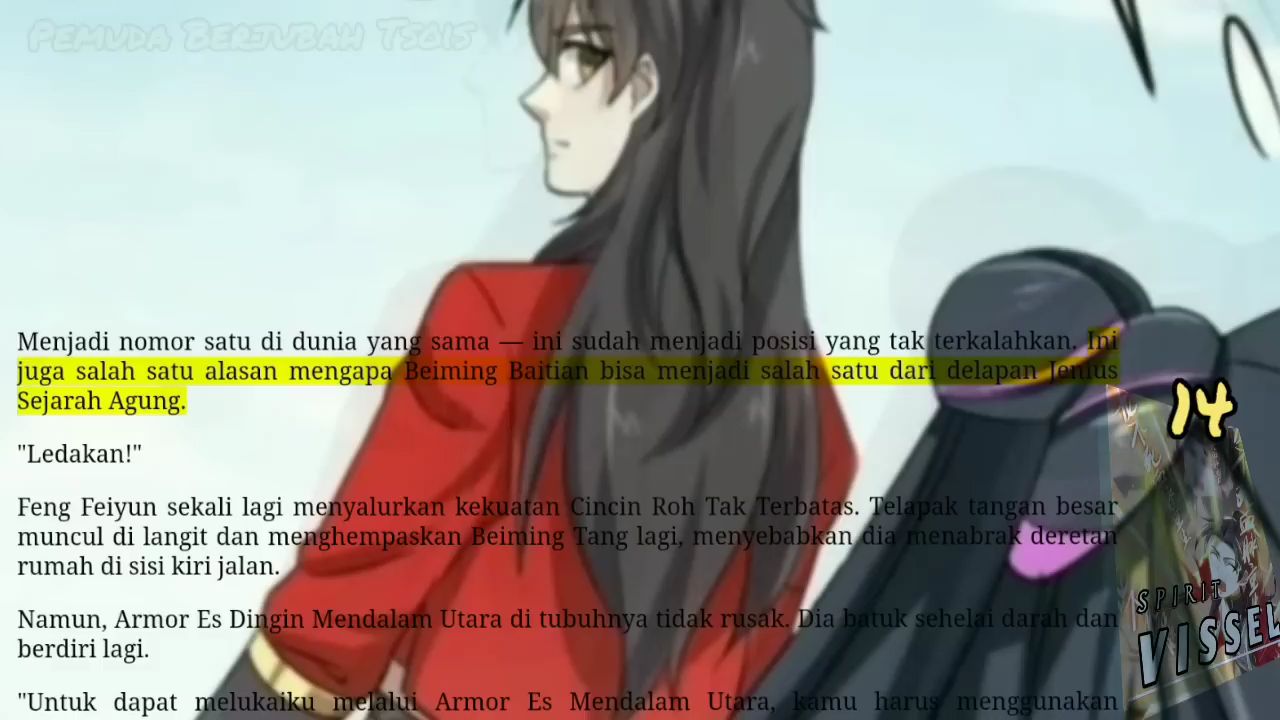 Pemuda Berjubah Tsois
Menjadi nomor satu di dunia yang sama — ini sudah menjadi posisi yang tak terkalahkan. Ini
juga salah satu alasan mengapa Beiming Baitian bisa menjadi salah satu dari delapan Jenius
Sejarah Agung.
"Ledakan!"
Feng Feiyun sekali lagi menyalurkan kekuatan Cincin Roh Tak Terbatas. Telapak tangan besar
muncul di langit dan menghempaskan Beiming Tang lagi, menyebabkan dia menabrak deretan
rumah di sisi kiri jalan.
Namun, Armor Es Dingin Mendalam Utara di tubuhnya tidak rusak. Dia batuk sehelai darah dan
berdiri lagi.
"Untuk dapat melukaiku melalui Armor Es Mendalam Utara, kamu harus menggunakan
14
SPIRIT
VISSEL